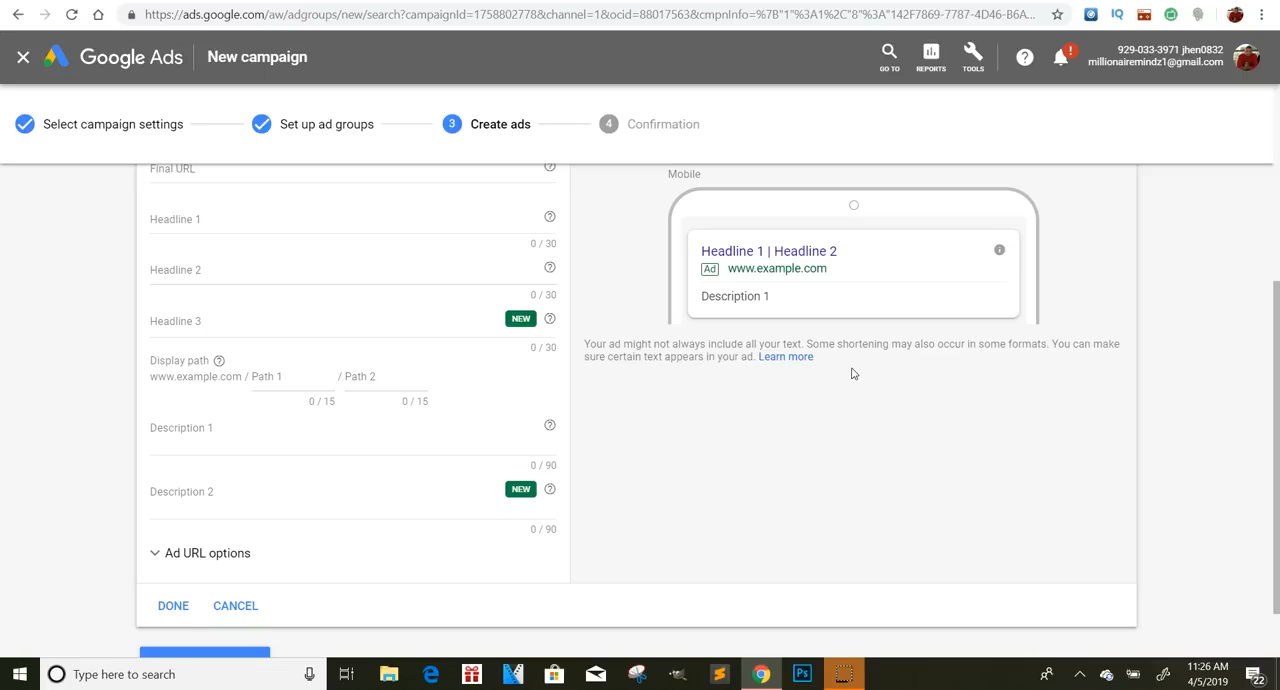 https://ads.google.com/aw/adgroups/new/search?campaignId=1758802778&channel=1&ocid=88017563&cmpnInfo=%7B"1"%3A1%2C"8"%3A"142F7869-7787-4D46-B6A...
IQ
Google Ads New campaign
GO TO REPORTS TOOLS
929-033-3971 jhen0832
millionairemindz1@gmail.com
Select campaign settings Set up ad groups 3 Create ads 4 Confirmation
Final URL
Headline 1
0 / 30
Headline 2
0 / 30
Headline 3 NEW
0 / 30
Display path
www.example.com / Path 1 / Path 2
0 / 15 0 / 15
Description 1
0 / 90
Description 2 NEW
0 / 90
Ad URL options
DONE CANCEL
Mobile
Headline 1 | Headline 2
Ad www.example.com
Description 1
Your ad might not always include all your text. Some shortening may also occur in some formats. You can make
sure certain text appears in your ad. Learn more
Type here to search
Ps
11:26 AM
4/5/2019
22